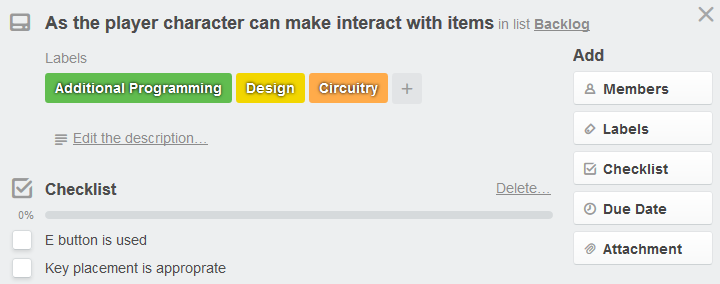 As the player character can make interact with items in list Backlog
Labels
Additional Programming Design Circuitry +
Edit the description…
Checklist Delete…
0%
E button is used
Key placement is approprate
Add
Members
Labels
Checklist
Due Date
Attachment